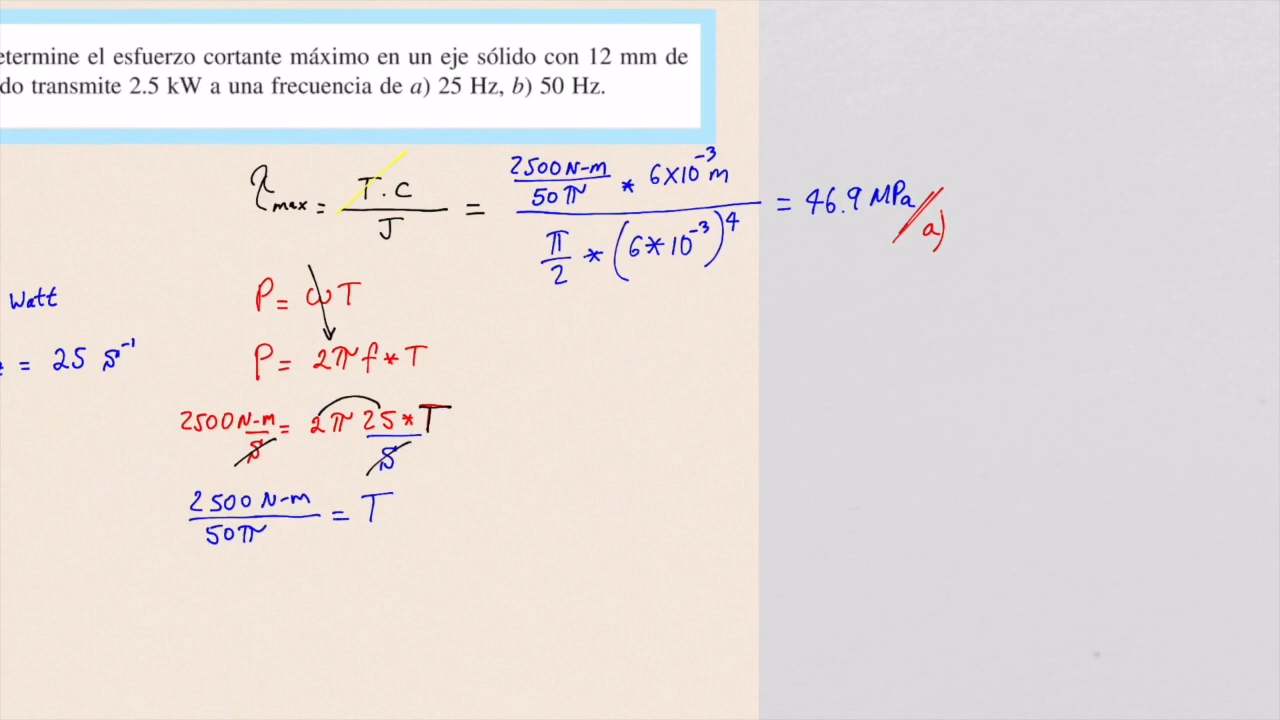 etermine el esfuerzo cortante máximo en un eje sólido con 12 mm de
do transmite 2.5 kW a una frecuencia de a) 25 Hz, b) 50 Hz.
τmax = T·c / J = (2500 N-m / 50π * 6×10⁻³ m) / (π/2 * (6*10⁻³)⁴) = 46.9 MPa // a)
Watt
P = ωT
= 25 s⁻¹
P = 2πf * T
2500 N-m/s = 2π 25/s * T
2500 N-m / 50π = T